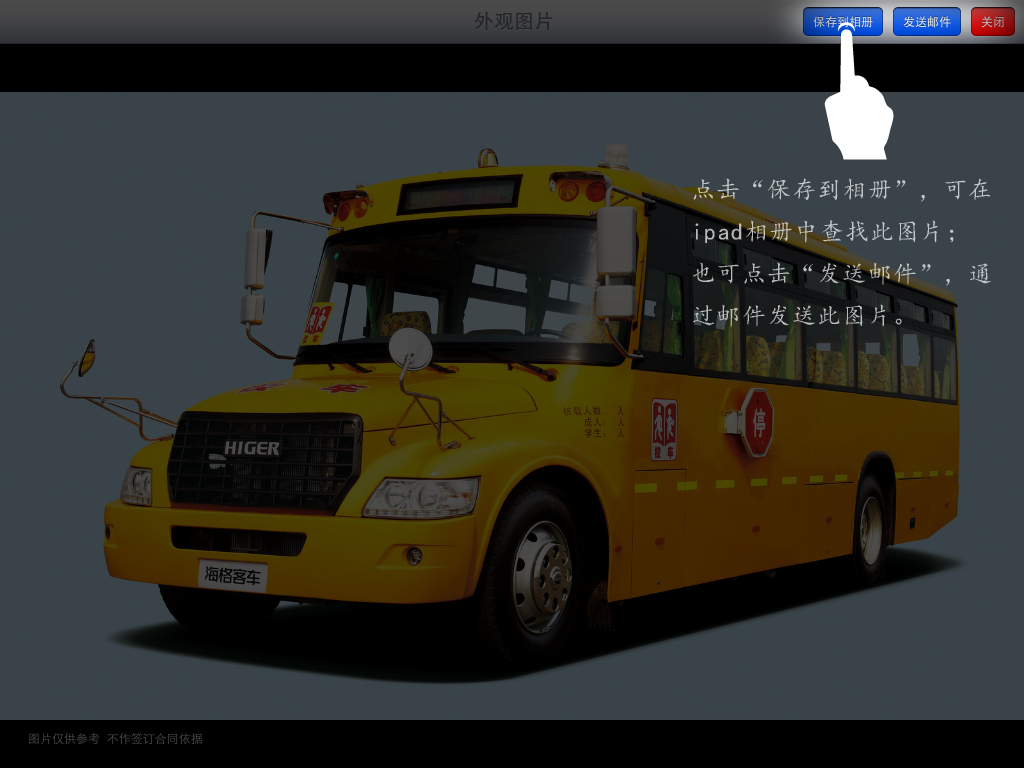 外观图片
保存到相册
发送邮件
关闭
点击“保存到相册”，可在
ipad相册中查找此图片；
也可点击“发送邮件”，通
过邮件发送此图片。
核载人数： 人
成人： 人
学生： 人
停
校车
HIGER
海格客车
图片仅供参考 不作签订合同依据